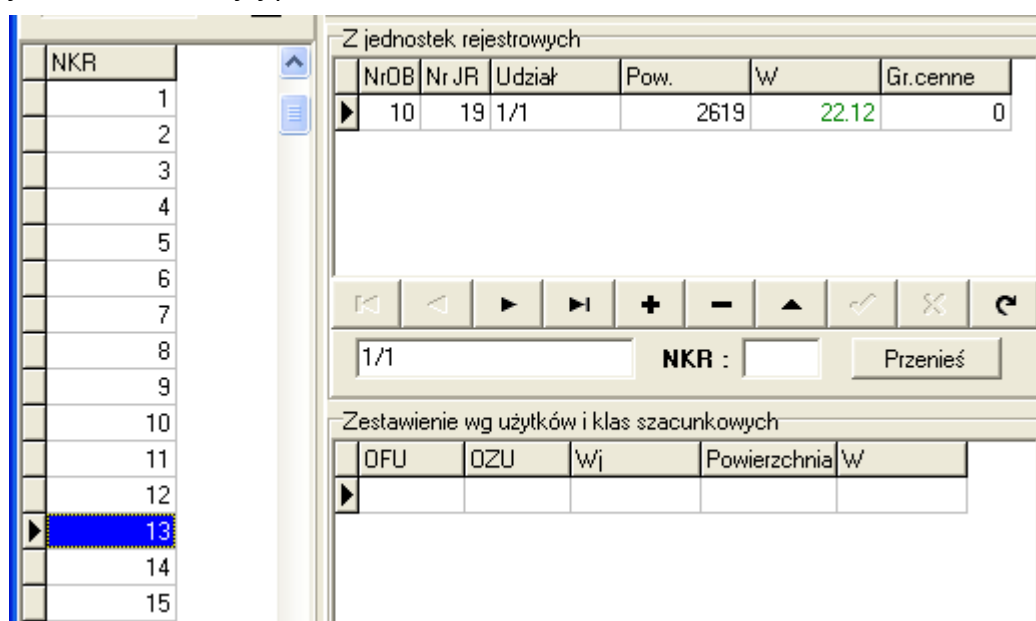 Z jednostek rejestrowych
NKR
NrOB Nr JR Udział Pow. W Gr.cenne
10 19 1/1 2619 22.12 0
1
2
3
4
5
6
7
8
9
10
11
12
13
14
15
1/1 NKR : Przenieś
Zestawienie wg użytków i klas szacunkowych
OFU OZU Wj Powierzchnia W